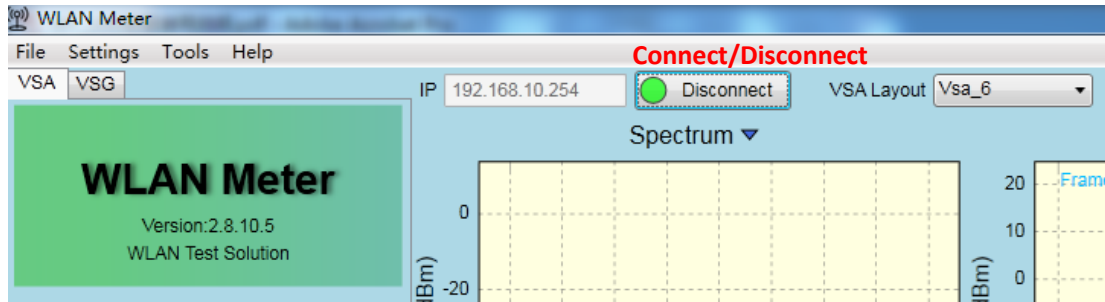 WLAN Meter
File Settings Tools Help
Connect/Disconnect
VSA VSG
IP 192.168.10.254 Disconnect VSA Layout Vsa_6
Spectrum
WLAN Meter
Version:2.8.10.5
WLAN Test Solution
0
-20
dBm)
20
10
0
Frame